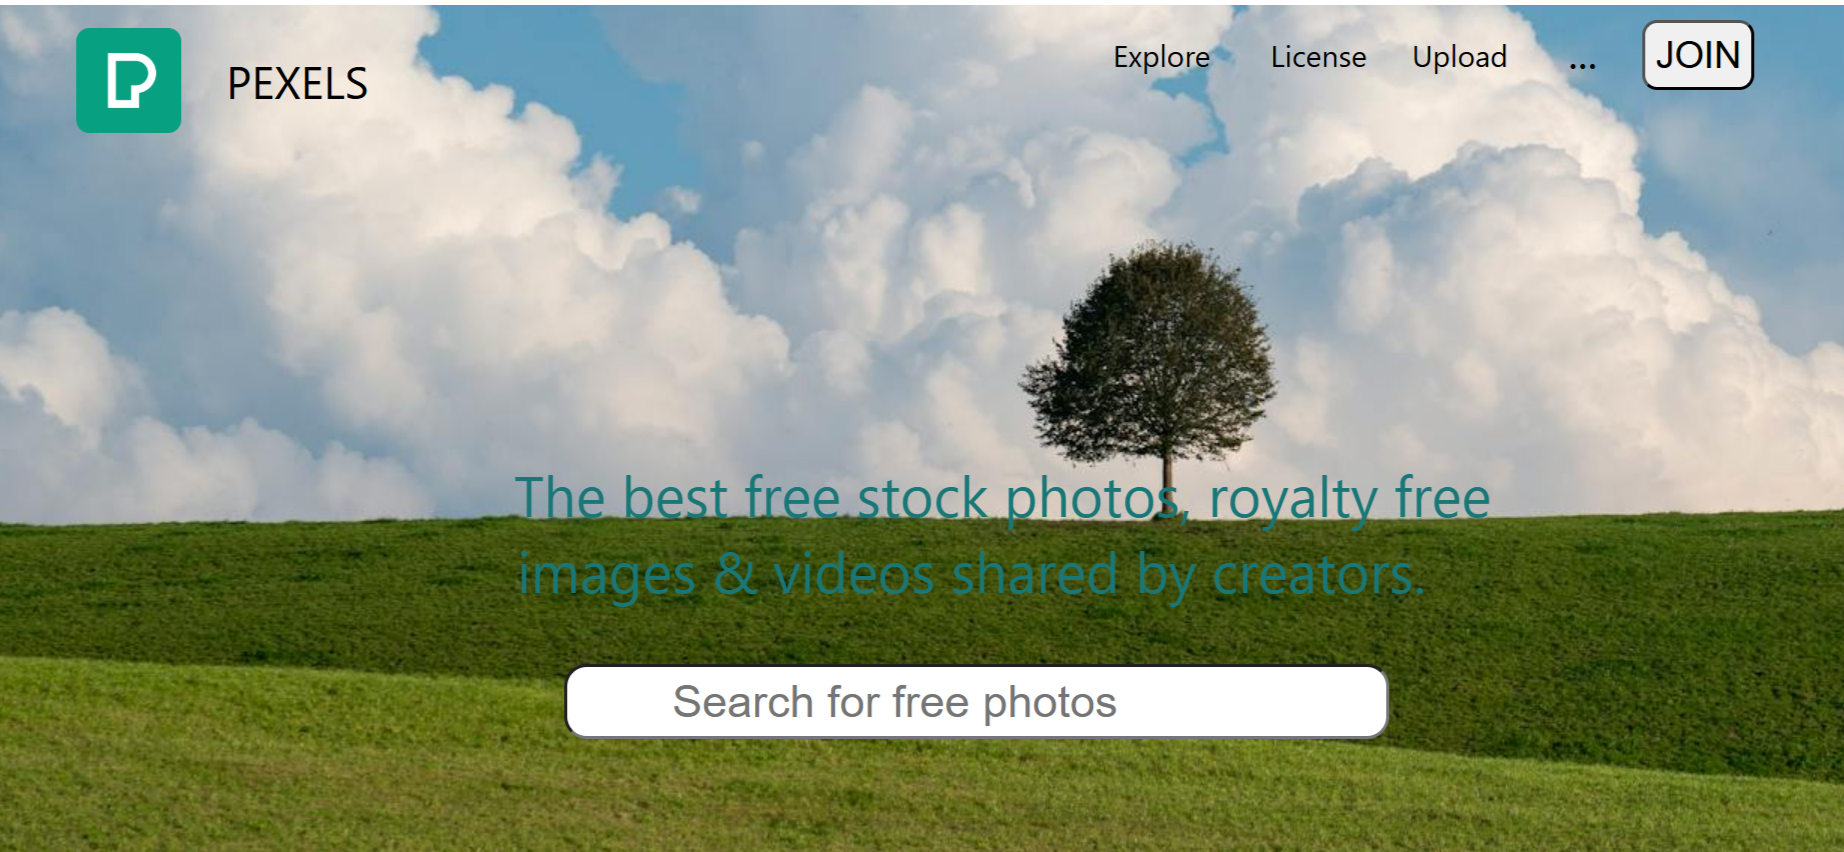 PEXELS
Explore License Upload ... JOIN
The best free stock photos, royalty free
images & videos shared by creators.
Search for free photos